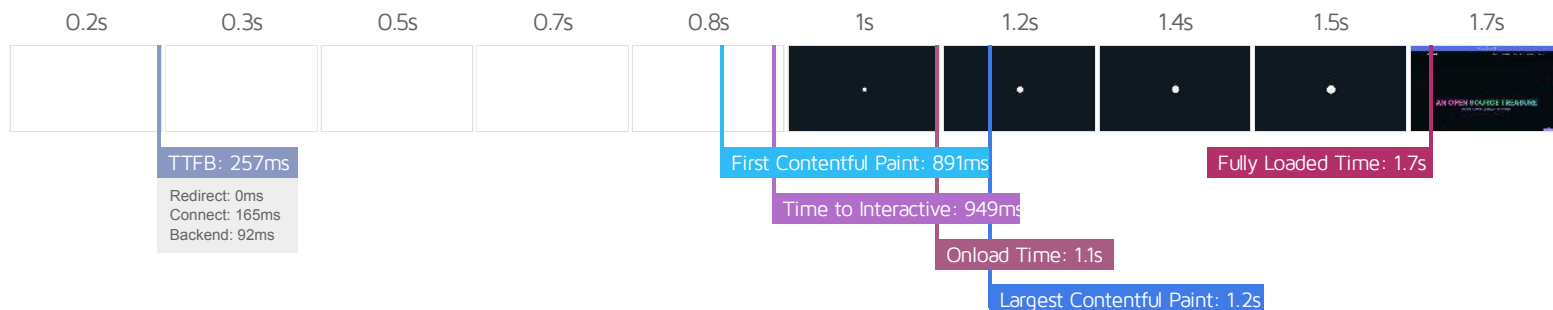 0.2s 0.3s 0.5s 0.7s 0.8s 1s 1.2s 1.4s 1.5s 1.7s
AN OPEN SOURCE TREASURE
TTFB: 257ms
First Contentful Paint: 891ms
Fully Loaded Time: 1.7s
Redirect: 0ms
Connect: 165ms
Backend: 92ms
Time to Interactive: 949ms
Onload Time: 1.1s
Largest Contentful Paint: 1.2s